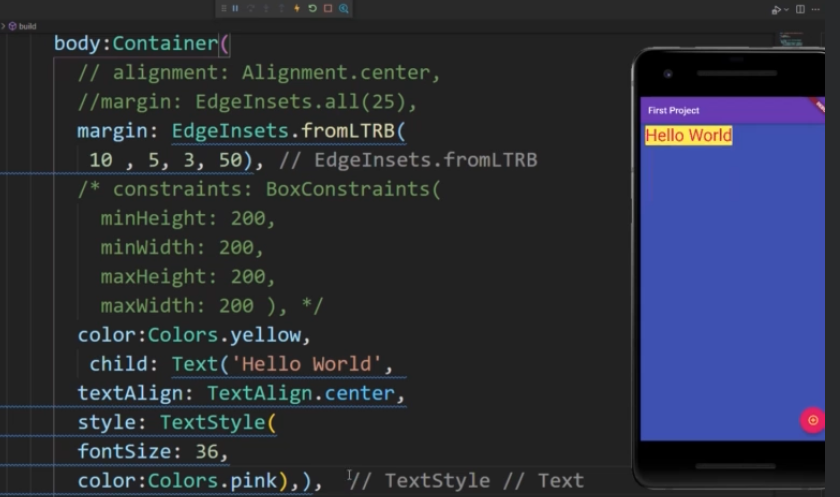 build
body:Container(
// alignment: Alignment.center,
//margin: EdgeInsets.all(25),
margin: EdgeInsets.fromLTRB(
10 , 5, 3, 50), // EdgeInsets.fromLTRB
/* constraints: BoxConstraints(
minHeight: 200,
minWidth: 200,
maxHeight: 200,
maxWidth: 200 ), */
color:Colors.yellow,
child: Text('Hello World',
textAlign: TextAlign.center,
style: TextStyle(
fontSize: 36,
color:Colors.pink),), // TextStyle // Text
First Project
Hello World